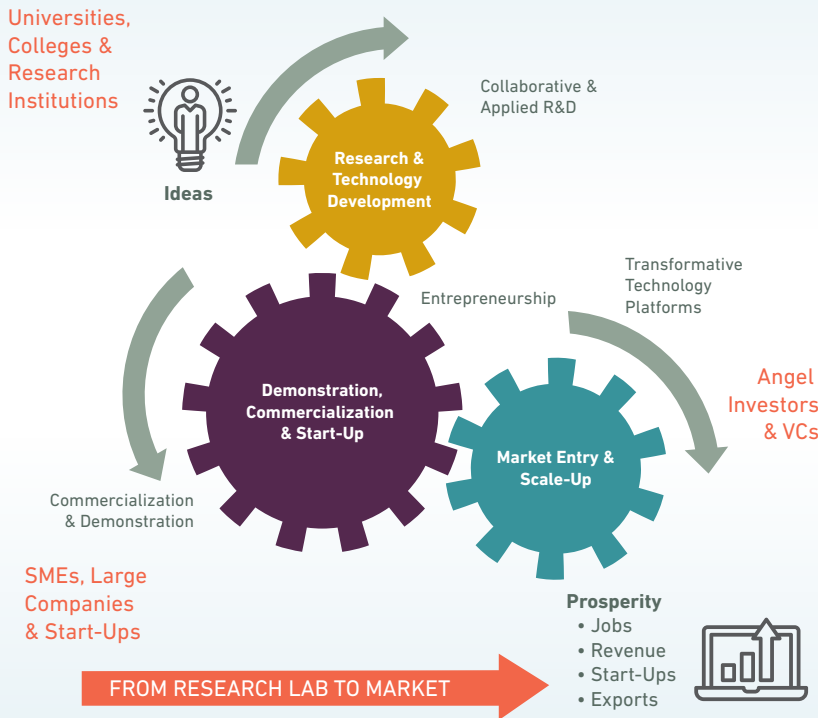 Universities,
Colleges &
Research
Institutions
Ideas
Collaborative &
Applied R&D
Research &
Technology
Development
Entrepreneurship
Transformative
Technology
Platforms
Demonstration,
Commercialization
& Start-Up
Angel
Investors
& VCs
Market Entry &
Scale-Up
Commercialization
& Demonstration
SMEs, Large
Companies
& Start-Ups
Prosperity
• Jobs
• Revenue
• Start-Ups
• Exports
FROM RESEARCH LAB TO MARKET